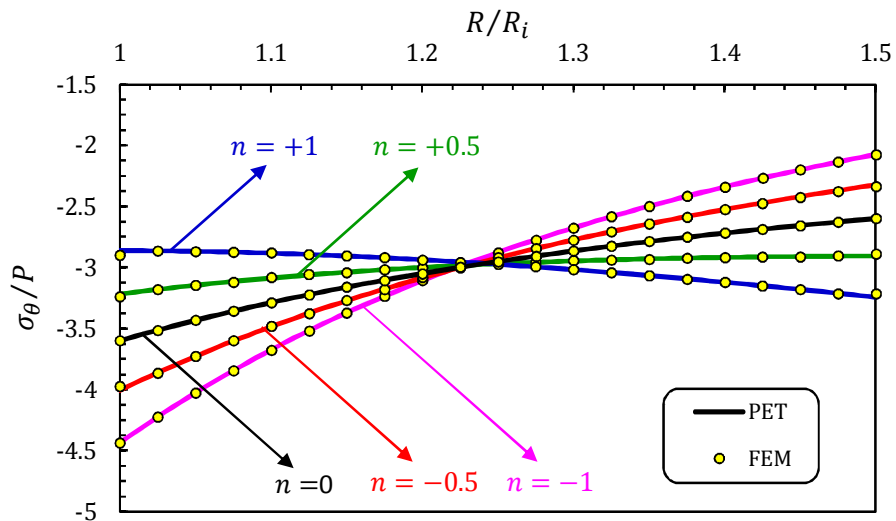 R/R_i
1 1.1 1.2 1.3 1.4 1.5
-1.5
-2
-2.5
-3
-3.5
-4
-4.5
-5
σ_θ/P
n = +1 n = +0.5
n =0 n = −0.5 n = −1
PET
FEM